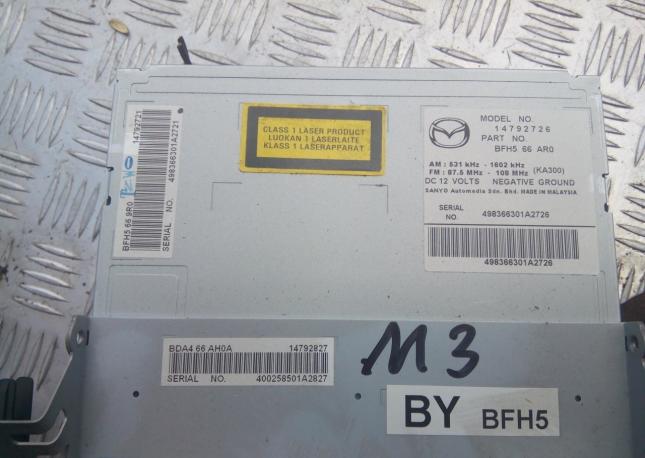 BFH5 66 9R0
14792721
SERIAL NO.
498366301A2721
CLASS 1 LASER PRODUCT
LUOKAN 1 LASERLAITE
KLASS 1 LASERAPPARAT
MODEL NO.
14792726
PART NO.
BFH5 66 AR0
AM : 531 kHz - 1602 kHz
FM : 87.5 MHz - 108 MHz (KA300)
DC 12 VOLTS NEGATIVE GROUND
SANYO Automedia Sdn. Bhd. MADE IN MALAYSIA
SERIAL
NO. 498366301A2726
498366301A2726
BDA4 66 AH0A 14792827
SERIAL NO. 400258501A2827
M3
BY BFH5